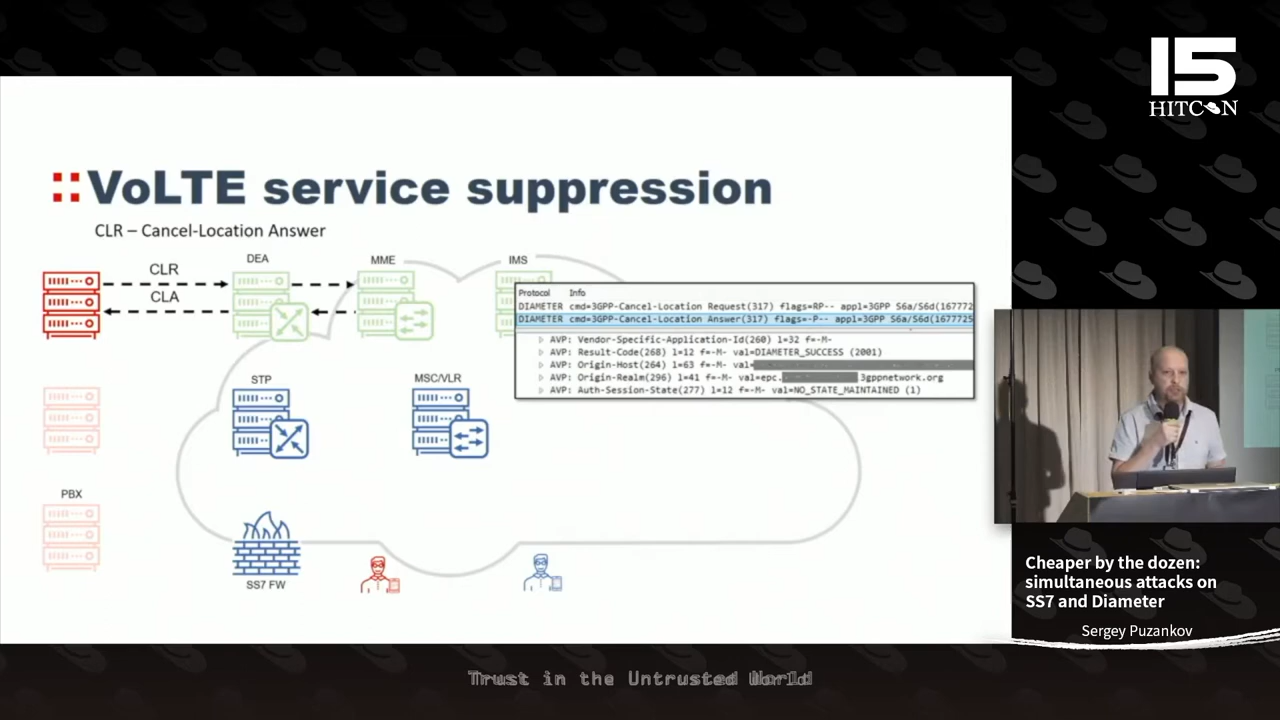 15
HITCON
VoLTE service suppression
CLR – Cancel-Location Answer
DEA
MME
IMS
CLR
CLA
Protocol Info
DIAMETER cmd=3GPP-Cancel-Location Request(317) flags=RP-- appl=3GPP S6a/S6d(167772
DIAMETER cmd=3GPP-Cancel-Location Answer(317) flags=-P-- appl=3GPP S6a/S6d(1677725
AVP: Vendor-Specific-Application-Id(260) l=32 f=-M-
AVP: Result-Code(268) l=12 f=-M- val=DIAMETER_SUCCESS (2001)
AVP: Origin-Host(264) l=63 f=-M- val=
AVP: Origin-Realm(296) l=41 f=-M- val=epc. 3gppnetwork.org
AVP: Auth-Session-State(277) l=12 f=-M- val=NO_STATE_MAINTAINED (1)
STP
MSC/VLR
PBX
SS7 FW
Cheaper by the dozen:
simultaneous attacks on
SS7 and Diameter
Sergey Puzankov
Trust in the Untrusted World